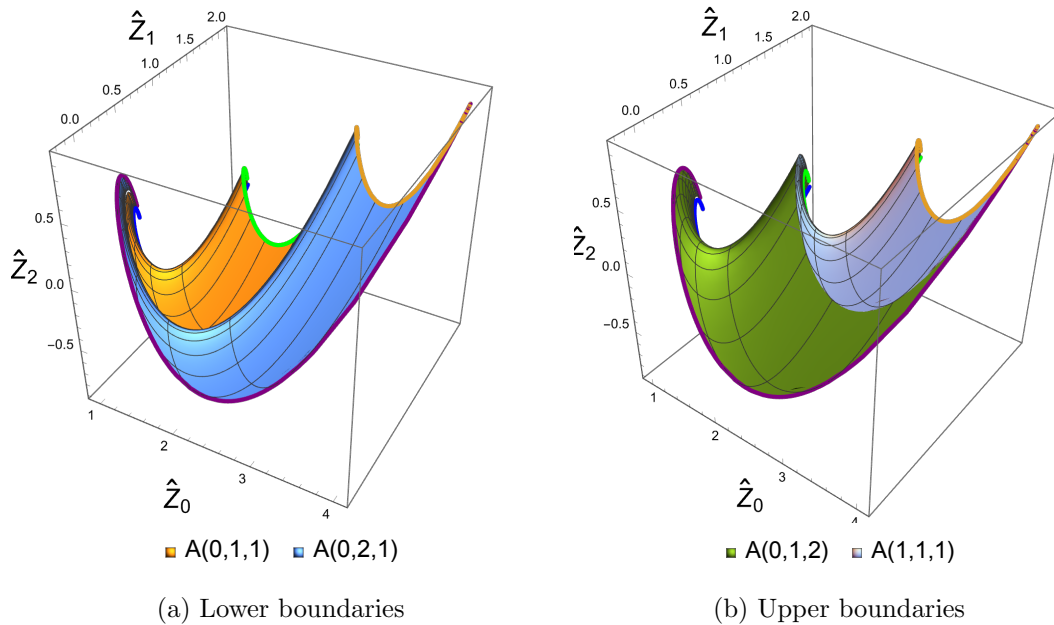 Ẑ1
2.0
1.5
1.0
0.5
0.0
0.5
Ẑ2
0.0
−0.5
1
2
3
4
Ẑ0
A(0,1,1) A(0,2,1)
(a) Lower boundaries
Ẑ1
2.0
1.5
1.0
0.5
0.0
0.5
Ẑ2
0.0
−0.5
1
2
3
4
Ẑ0
A(0,1,2) A(1,1,1)
(b) Upper boundaries